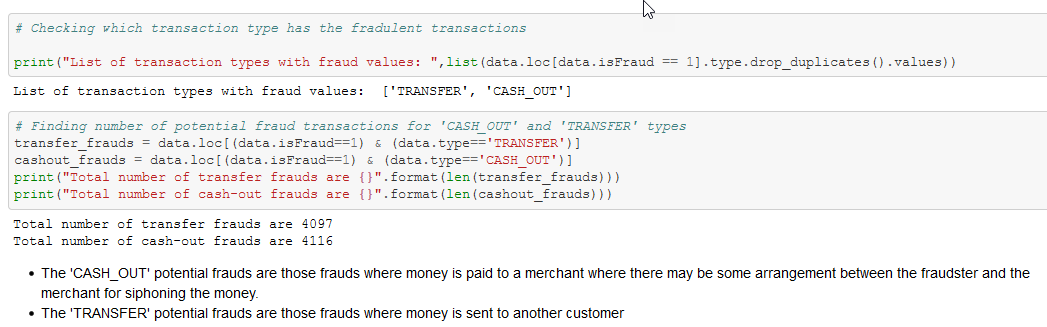 # Checking which transaction type has the fradulent transactions
print("List of transaction types with fraud values: ",list(data.loc[data.isFraud == 1].type.drop_duplicates().values))
List of transaction types with fraud values:  ['TRANSFER', 'CASH_OUT']
# Finding number of potential fraud transactions for 'CASH_OUT' and 'TRANSFER' types
transfer_frauds = data.loc[(data.isFraud==1) & (data.type=='TRANSFER')]
cashout_frauds = data.loc[(data.isFraud==1) & (data.type=='CASH_OUT')]
print("Total number of transfer frauds are {}".format(len(transfer_frauds)))
print("Total number of cash-out frauds are {}".format(len(cashout_frauds)))
Total number of transfer frauds are 4097
Total number of cash-out frauds are 4116
• The 'CASH_OUT' potential frauds are those frauds where money is paid to a merchant where there may be some arrangement between the fraudster and the
merchant for siphoning the money.
• The 'TRANSFER' potential frauds are those frauds where money is sent to another customer